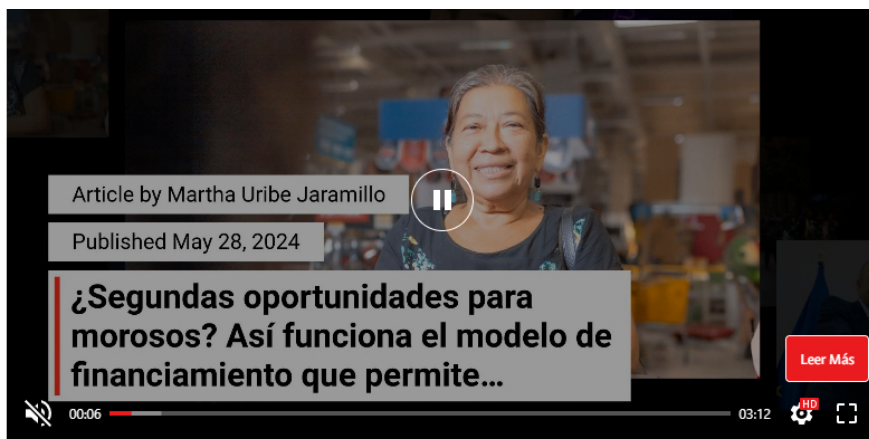 Article by Martha Uribe Jaramillo
Published May 28, 2024
¿Segundas oportunidades para
morosos? Así funciona el modelo de
financiamiento que permite...
Leer Más
00:06
03:12
HD